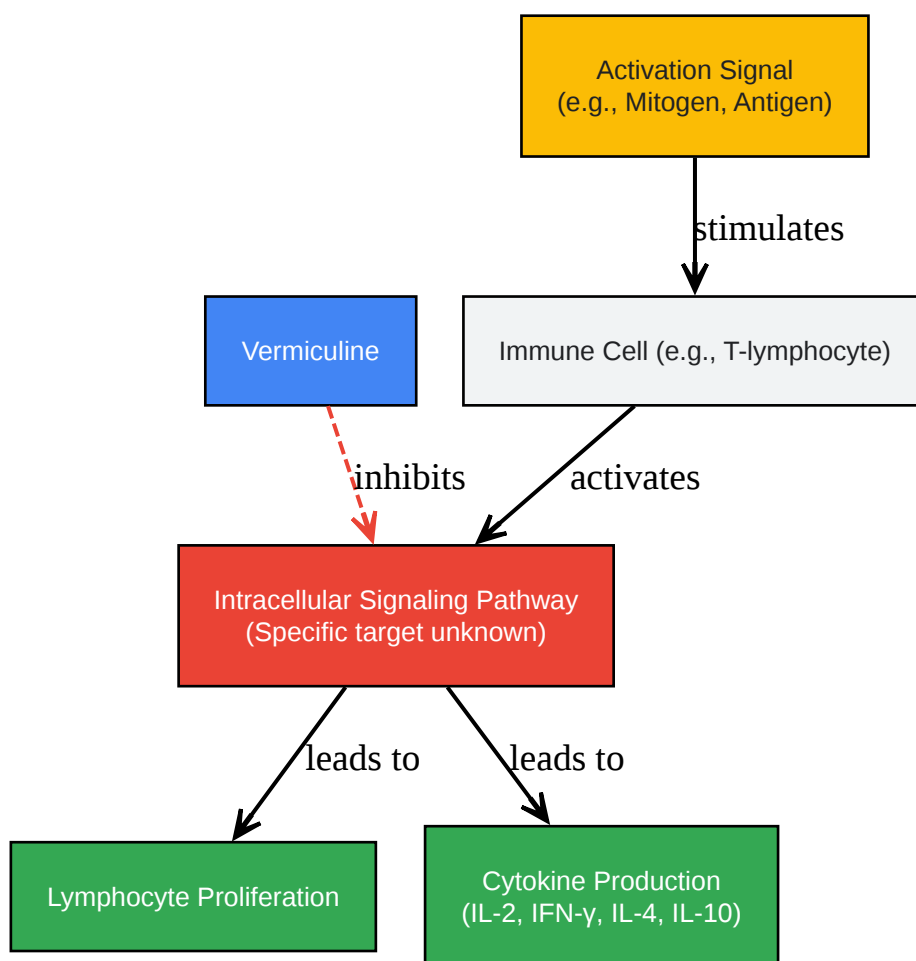 Activation Signal
(e.g., Mitogen, Antigen)
stimulates
Vermiculine
Immune Cell (e.g., T-lymphocyte)
inhibits
activates
Intracellular Signaling Pathway
(Specific target unknown)
leads to
leads to
Lymphocyte Proliferation
Cytokine Production
(IL-2, IFN-γ, IL-4, IL-10)